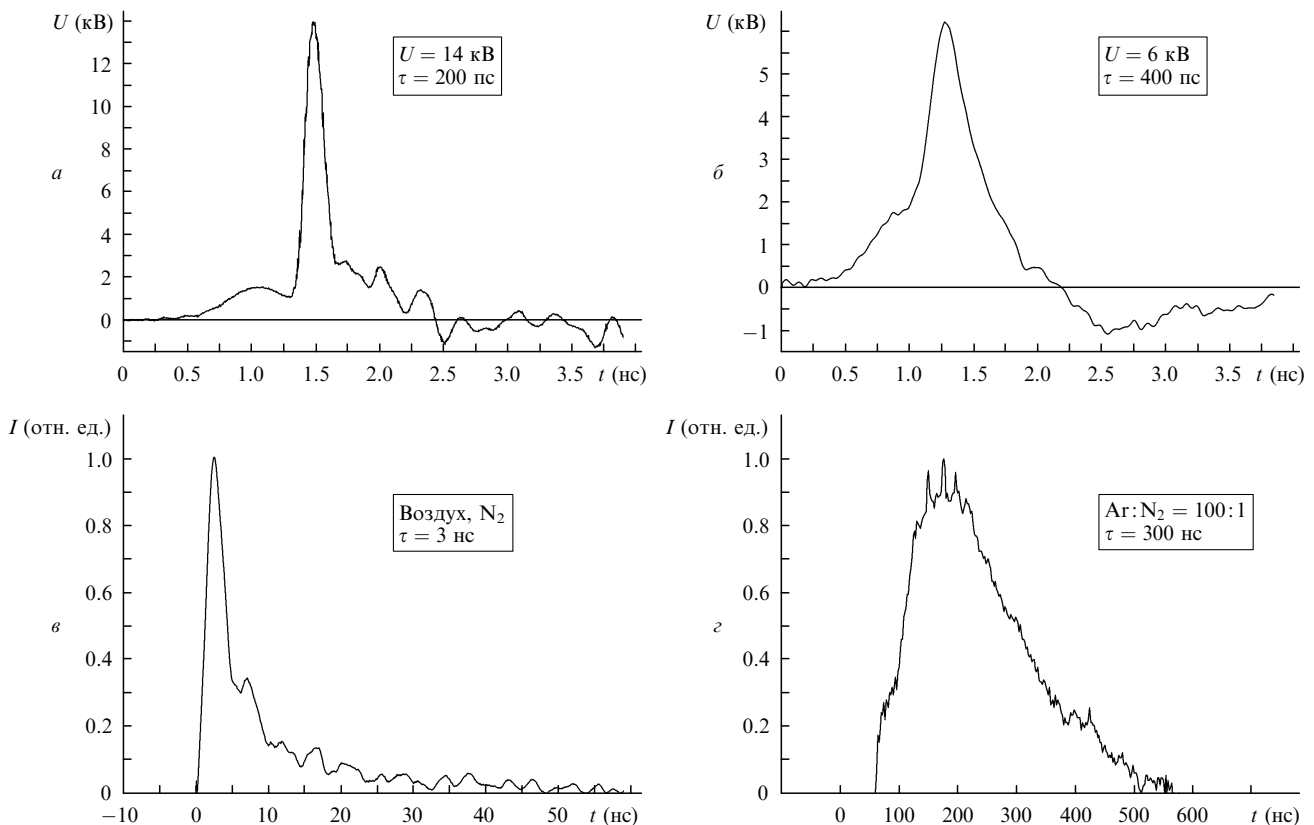 U (кВ)
12
10
8
6
4
2
0
U = 14 кВ
τ = 200 пс
а
0 0.5 1.0 1.5 2.0 2.5 3.0 3.5 t (нс)
U (кВ)
5
4
3
2
1
0
−1
U = 6 кВ
τ = 400 пс
б
0 0.5 1.0 1.5 2.0 2.5 3.0 3.5 t (нс)
I (отн. ед.)
1.0
0.8
0.6
0.4
0.2
0
Воздух, N₂
τ = 3 нс
в
−10 0 10 20 30 40 50 t (нс)
I (отн. ед.)
1.0
0.8
0.6
0.4
0.2
0
Ar : N₂ = 100 : 1
τ = 300 нс
г
0 100 200 300 400 500 600 t (нс)